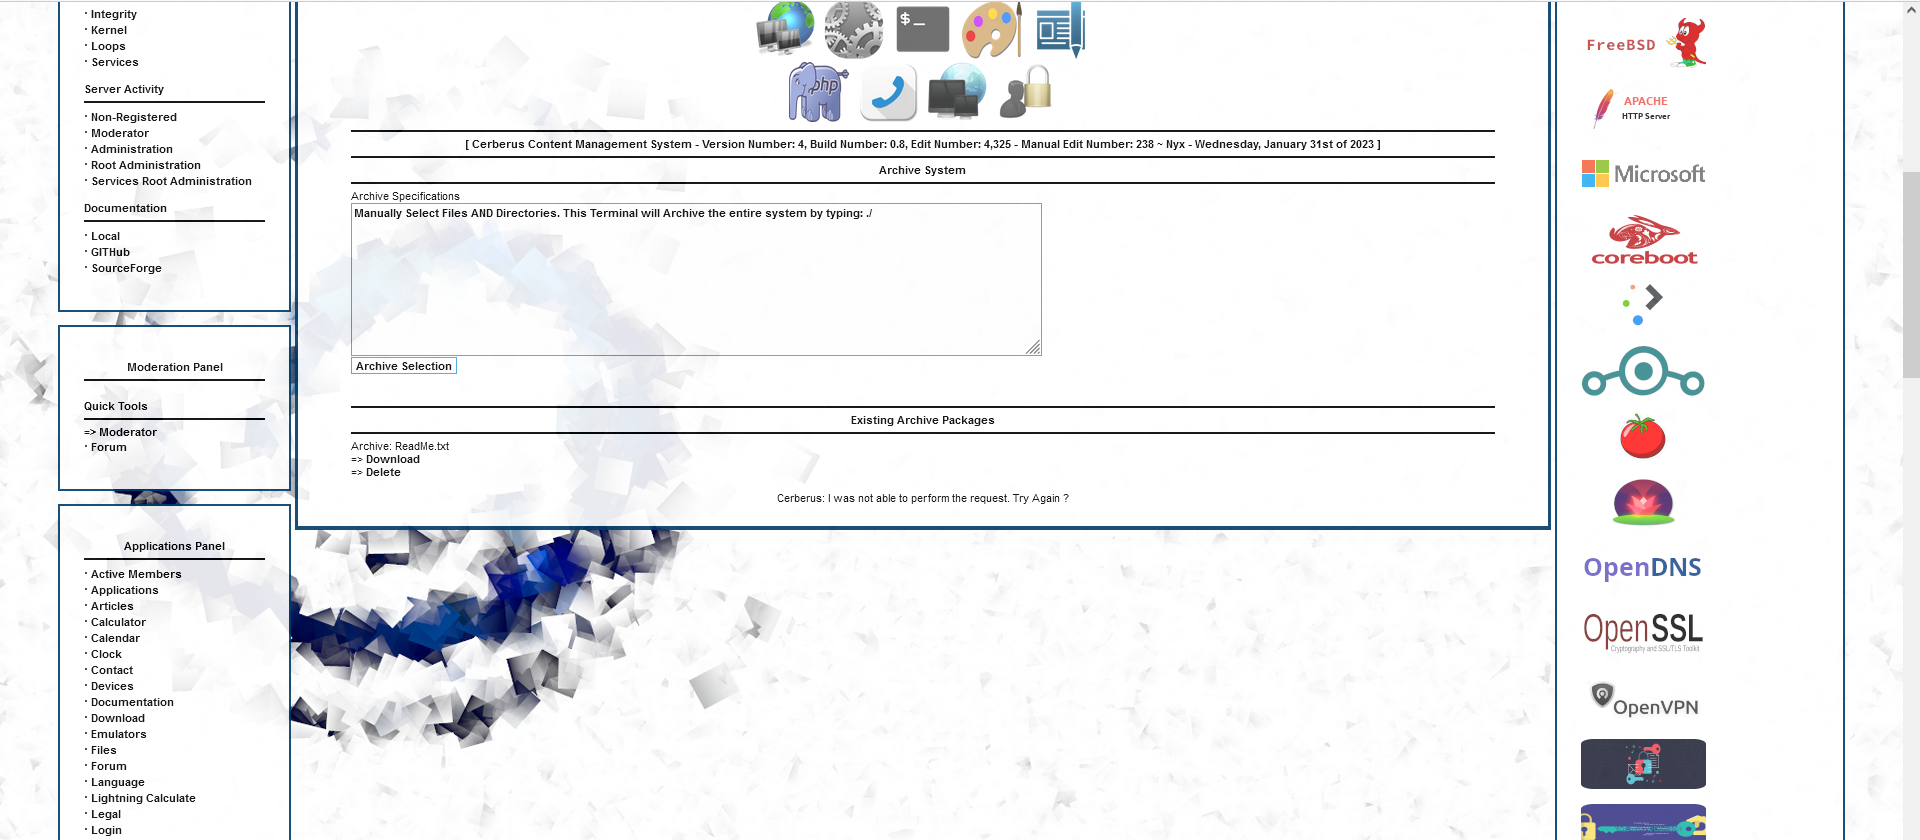 · Integrity
· Kernel
· Loops
· Services
Server Activity
· Non-Registered
· Moderator
· Administration
· Root Administration
· Services Root Administration
Documentation
· Local
· GITHub
· SourceForge
Moderation Panel
Quick Tools
=> Moderator
· Forum
Applications Panel
· Active Members
· Applications
· Articles
· Calculator
· Calendar
· Clock
· Contact
· Devices
· Documentation
· Download
· Emulators
· Files
· Forum
· Language
· Lightning Calculate
· Legal
· Login
$_
php
[ Cerberus Content Management System - Version Number: 4, Build Number: 0.8, Edit Number: 4,325 - Manual Edit Number: 238 ~ Nyx - Wednesday, January 31st of 2023 ]
Archive System
Archive Specifications
Manually Select Files AND Directories. This Terminal will Archive the entire system by typing: ./
Archive Selection
Existing Archive Packages
Archive: ReadMe.txt
=> Download
=> Delete
Cerberus: I was not able to perform the request. Try Again ?
FreeBSD
APACHE
HTTP Server
Microsoft
coreboot
OpenDNS
OpenSSL
Cryptography and SSL/TLS Toolkit
OpenVPN